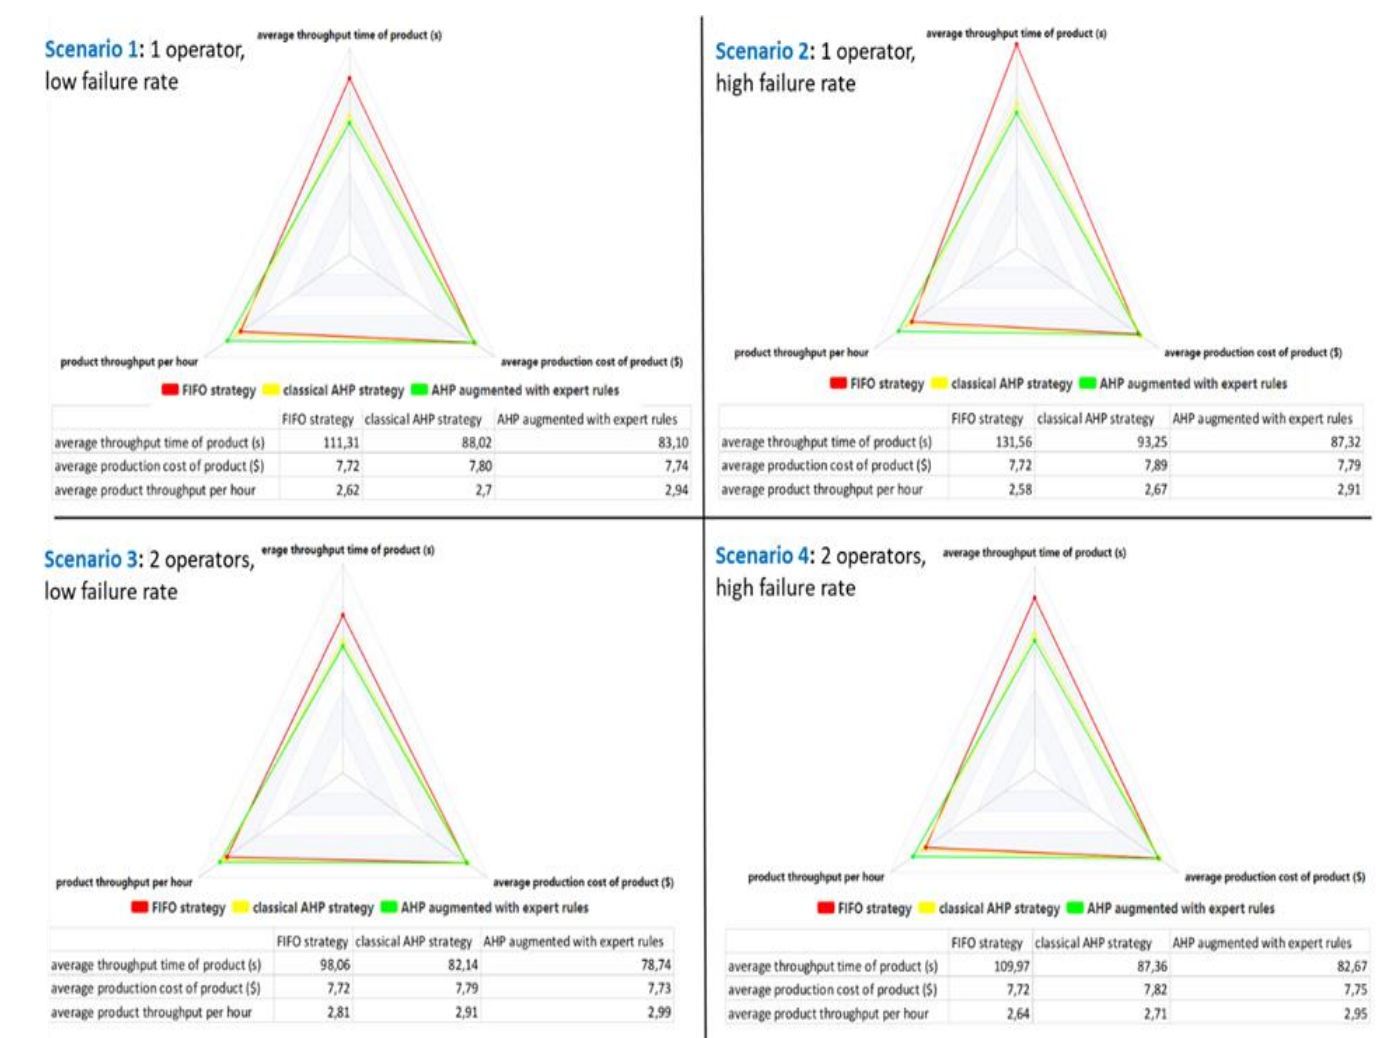 Scenario 1: 1 operator,
low failure rate
average throughput time of product (s)
product throughput per hour
average production cost of product ($)
FIFO strategy classical AHP strategy AHP augmented with expert rules
FIFO strategy classical AHP strategy AHP augmented with expert rules
average throughput time of product (s) 111,31 88,02 83,10
average production cost of product ($) 7,72 7,80 7,74
average product throughput per hour 2,62 2,7 2,94
Scenario 2: 1 operator,
high failure rate
average throughput time of product (s)
product throughput per hour
average production cost of product ($)
FIFO strategy classical AHP strategy AHP augmented with expert rules
FIFO strategy classical AHP strategy AHP augmented with expert rules
average throughput time of product (s) 131,56 93,25 87,32
average production cost of product ($) 7,72 7,89 7,79
average product throughput per hour 2,58 2,67 2,91
Scenario 3: 2 operators,
low failure rate
erage throughput time of product (s)
product throughput per hour
average production cost of product ($)
FIFO strategy classical AHP strategy AHP augmented with expert rules
FIFO strategy classical AHP strategy AHP augmented with expert rules
average throughput time of product (s) 98,06 82,14 78,74
average production cost of product ($) 7,72 7,79 7,73
average product throughput per hour 2,81 2,91 2,99
Scenario 4: 2 operators,
high failure rate
average throughput time of product (s)
product throughput per hour
average production cost of product ($)
FIFO strategy classical AHP strategy AHP augmented with expert rules
FIFO strategy classical AHP strategy AHP augmented with expert rules
average throughput time of product (s) 109,97 87,36 82,67
average production cost of product ($) 7,72 7,82 7,75
average product throughput per hour 2,64 2,71 2,95